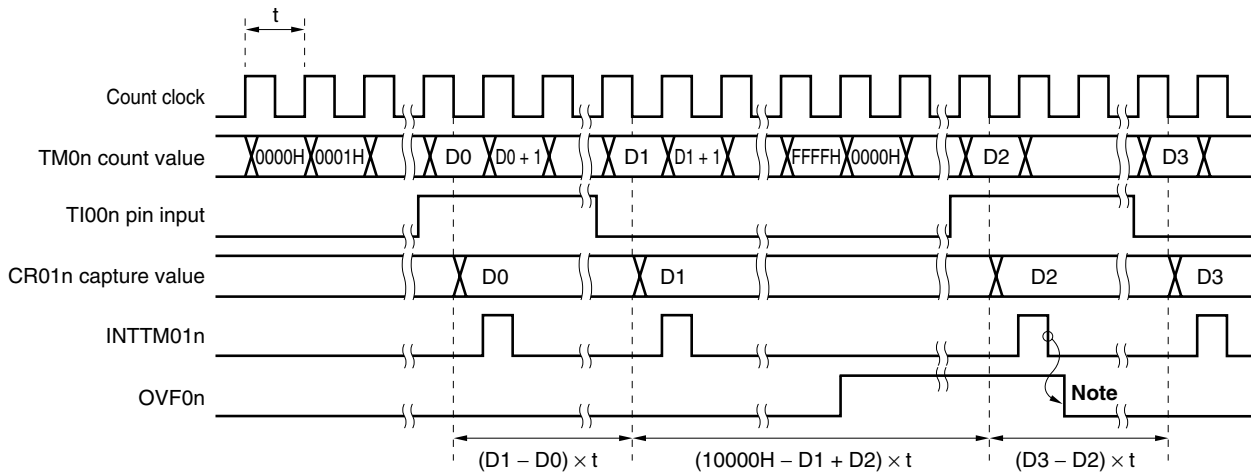 t
Count clock
TM0n count value 0000H 0001H D0 D0 + 1 D1 D1 + 1 FFFFH 0000H D2 D3
TI00n pin input
CR01n capture value D0 D1 D2 D3
INTTM01n
OVF0n Note
(D1 – D0) × t (10000H – D1 + D2) × t (D3 – D2) × t